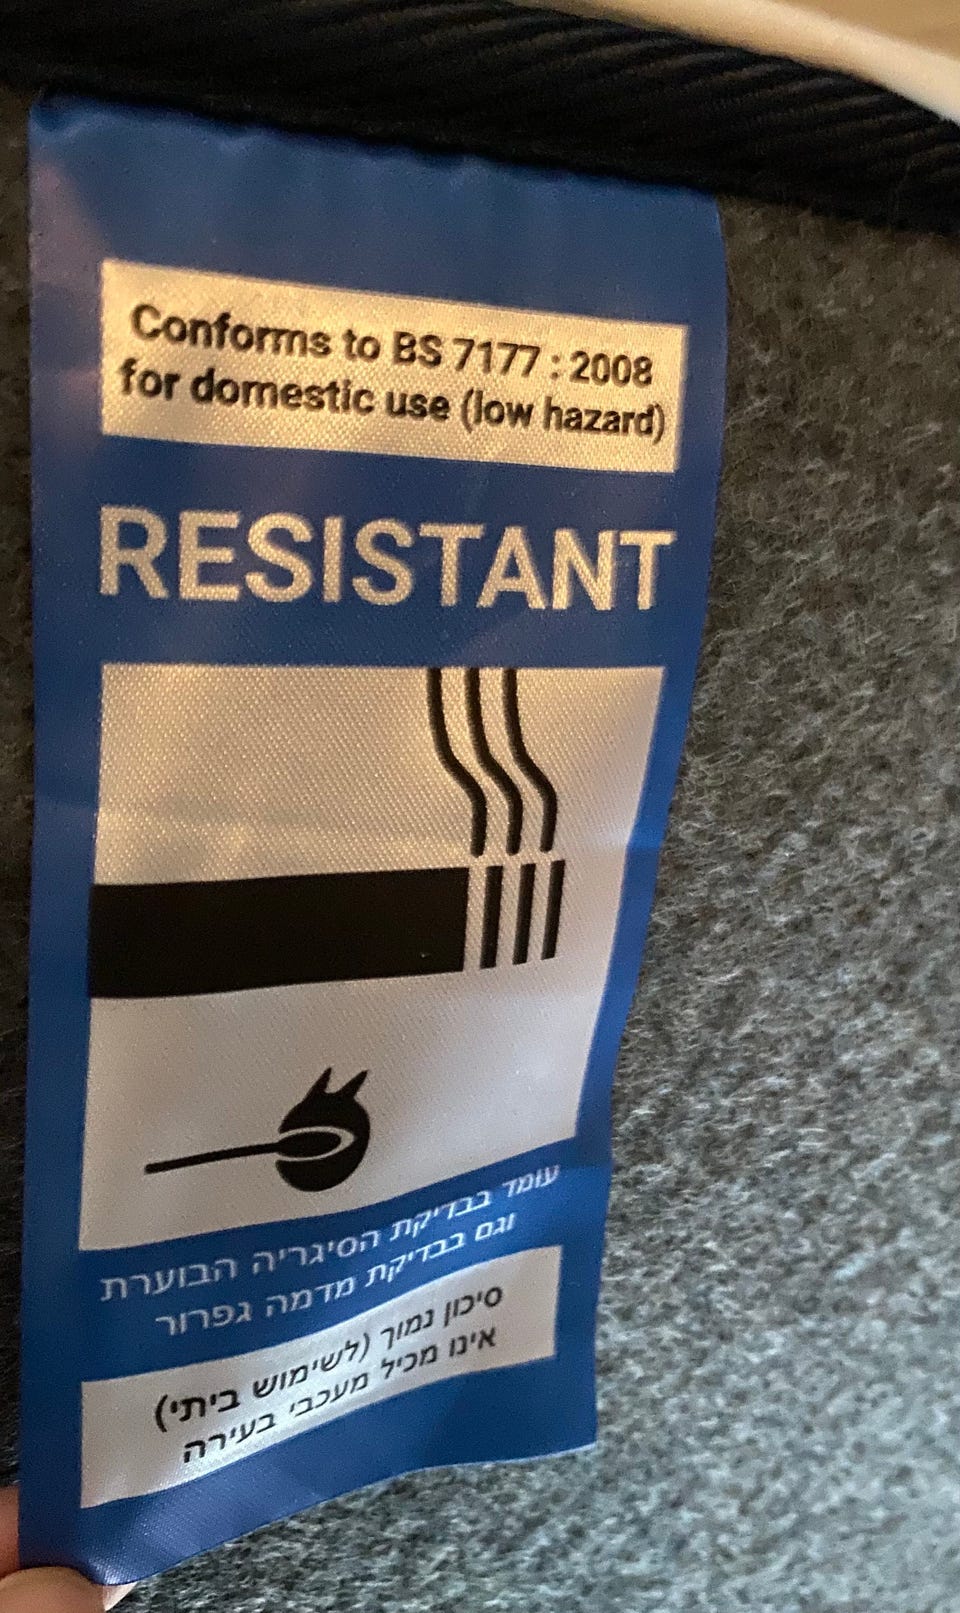 Conforms to BS 7177 : 2008
for domestic use (low hazard)
RESISTANT
עומד בבדיקת הסיגריה הבוערת
וגם בבדיקת מדמה גפרור
סיכון נמוך (לשימוש ביתי)
אינו מכיל מעכבי בעירה